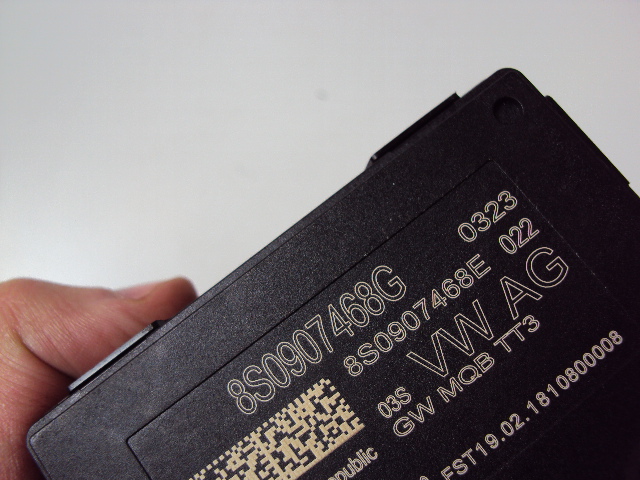 8S0907468G 0323
8S0907468E 022
03S VW AG
GW MQB TT3
FST19.02.1810800008